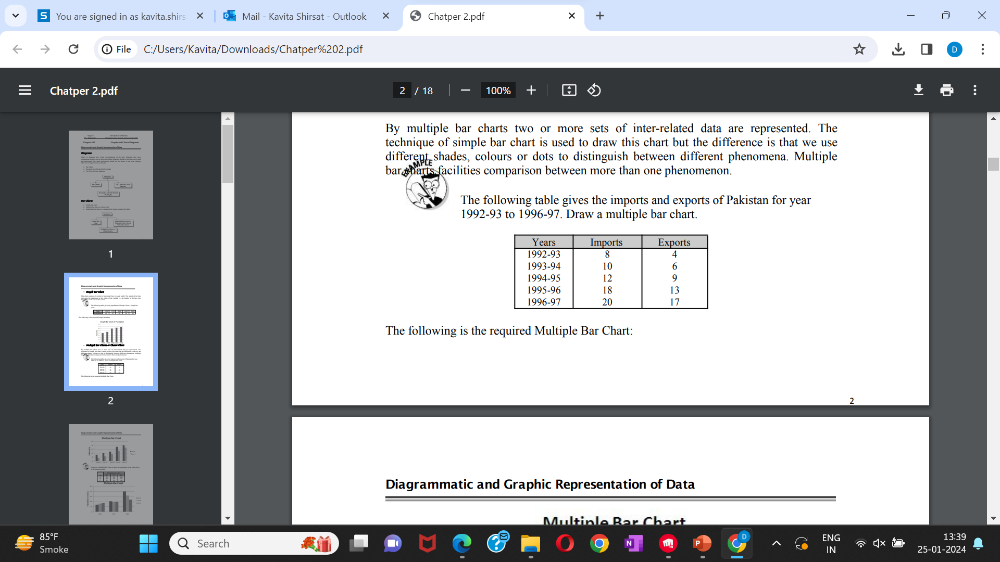 You are signed in as kavita.shirs
Mail - Kavita Shirsat - Outlook
Chatper 2.pdf
File
C:/Users/Kavita/Downloads/Chatper%202.pdf
D
Chatper 2.pdf
2 / 18
100%
1
2
By multiple bar charts two or more sets of inter-related data are represented. The
technique of simple bar chart is used to draw this chart but the difference is that we use
different shades, colours or dots to distinguish between different phenomena. Multiple
bar charts facilities comparison between more than one phenomenon.
EXAMPLE
The following table gives the imports and exports of Pakistan for year
1992-93 to 1996-97. Draw a multiple bar chart.
Years Imports Exports
1992-93 8 4
1993-94 10 6
1994-95 12 9
1995-96 18 13
1996-97 20 17
The following is the required Multiple Bar Chart:
2
Diagrammatic and Graphic Representation of Data
Multiple Bar Chart
85°F
Smoke
Search
D
ENG
IN
13:39
25-01-2024